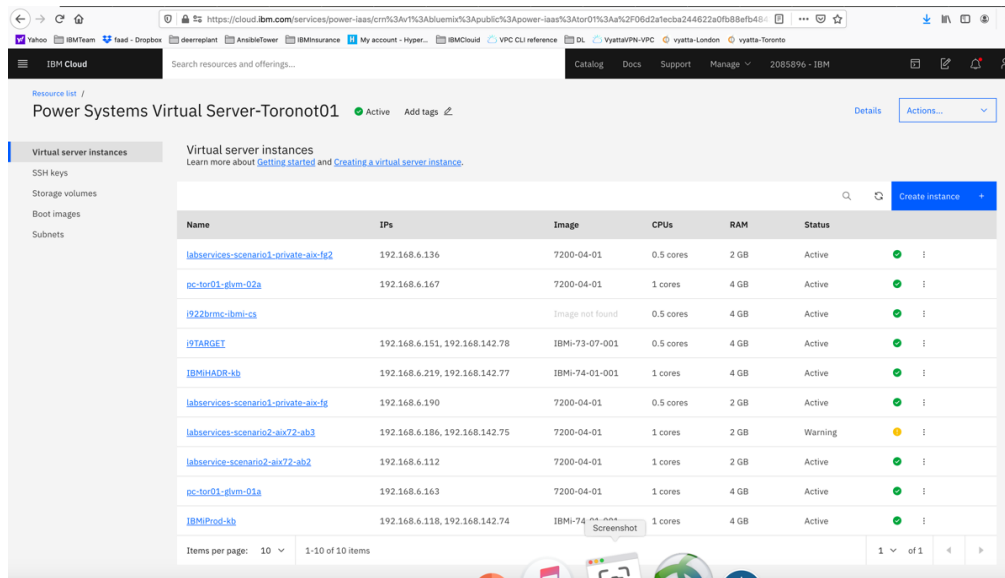 https://cloud.ibm.com/services/power-iaas/crn%3Av1%3Abluemix%3Apublic%3Apower-iaas%3Ator01%3Aa%2F06d2a1ecba244622a0fb88efb484
Yahoo IBMTeam faad - Dropbox deerreplant AnsibleTower IBMInsurance My account - Hyper... IBMClouid VPC CLI reference DL VyattaVPN-VPC vyatta-London vyatta-Toronto
IBM Cloud Search resources and offerings... Catalog Docs Support Manage 2085896 - IBM
Resource list /
Power Systems Virtual Server-Toronot01 Active Add tags Details Actions...
Virtual server instances
SSH keys
Storage volumes
Boot images
Subnets
Virtual server instances
Learn more about Getting started and Creating a virtual server instance.
Create instance +
Name IPs Image CPUs RAM Status
labservices-scenario1-private-aix-fg2 192.168.6.136 7200-04-01 0.5 cores 2 GB Active
pc-tor01-glvm-02a 192.168.6.167 7200-04-01 1 cores 4 GB Active
i922brmc-ibmi-cs Image not found 0.5 cores 4 GB Active
i9TARGET 192.168.6.151, 192.168.142.78 IBMi-73-07-001 0.5 cores 4 GB Active
IBMiHADR-kb 192.168.6.219, 192.168.142.77 IBMi-74-01-001 1 cores 4 GB Active
labservices-scenario1-private-aix-fg 192.168.6.190 7200-04-01 0.5 cores 2 GB Active
labservices-scenario2-aix72-ab3 192.168.6.186, 192.168.142.75 7200-04-01 1 cores 2 GB Warning
labservice-scenario2-aix72-ab2 192.168.6.112 7200-04-01 1 cores 2 GB Active
pc-tor01-glvm-01a 192.168.6.163 7200-04-01 1 cores 4 GB Active
IBMiProd-kb 192.168.6.118, 192.168.142.74 IBMi-74-01-001 1 cores 4 GB Active
Screenshot
Items per page: 10 1-10 of 10 items 1 of 1